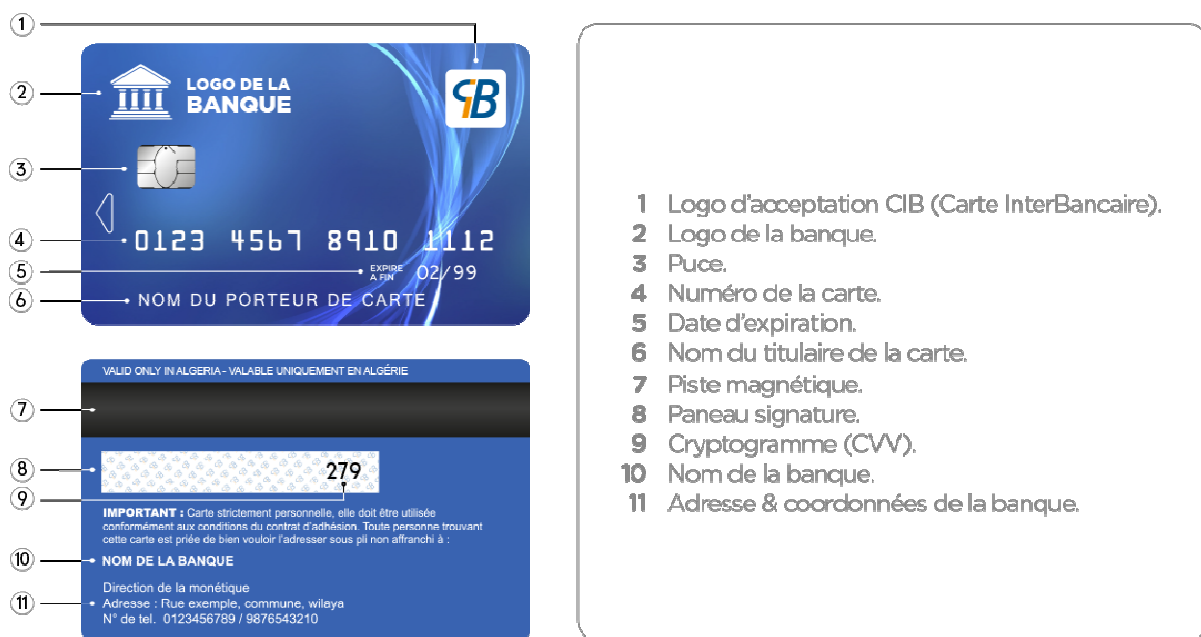 1
2
LOGO DE LA
BANQUE
CiB
3
4
0123 4567 8910 1112
5
EXPIRE
A FIN
02/99
6
NOM DU PORTEUR DE CARTE
VALID ONLY IN ALGERIA - VALABLE UNIQUEMENT EN ALGÉRIE
7
8
279
9
IMPORTANT : Carte strictement personnelle, elle doit être utilisée
conformément aux conditions du contrat d'adhésion. Toute personne trouvant
cette carte est priée de bien vouloir l'adresser sous pli non affranchi à :
10
NOM DE LA BANQUE
Direction de la monétique
11
Adresse : Rue exemple, commune, wilaya
N° de tel. 0123456789 / 9876543210
1 Logo d'acceptation CIB (Carte InterBancaire).
2 Logo de la banque.
3 Puce.
4 Numéro de la carte.
5 Date d'expiration.
6 Nom du titulaire de la carte.
7 Piste magnétique.
8 Paneau signature.
9 Cryptogramme (CVV).
10 Nom de la banque.
11 Adresse & coordonnées de la banque.